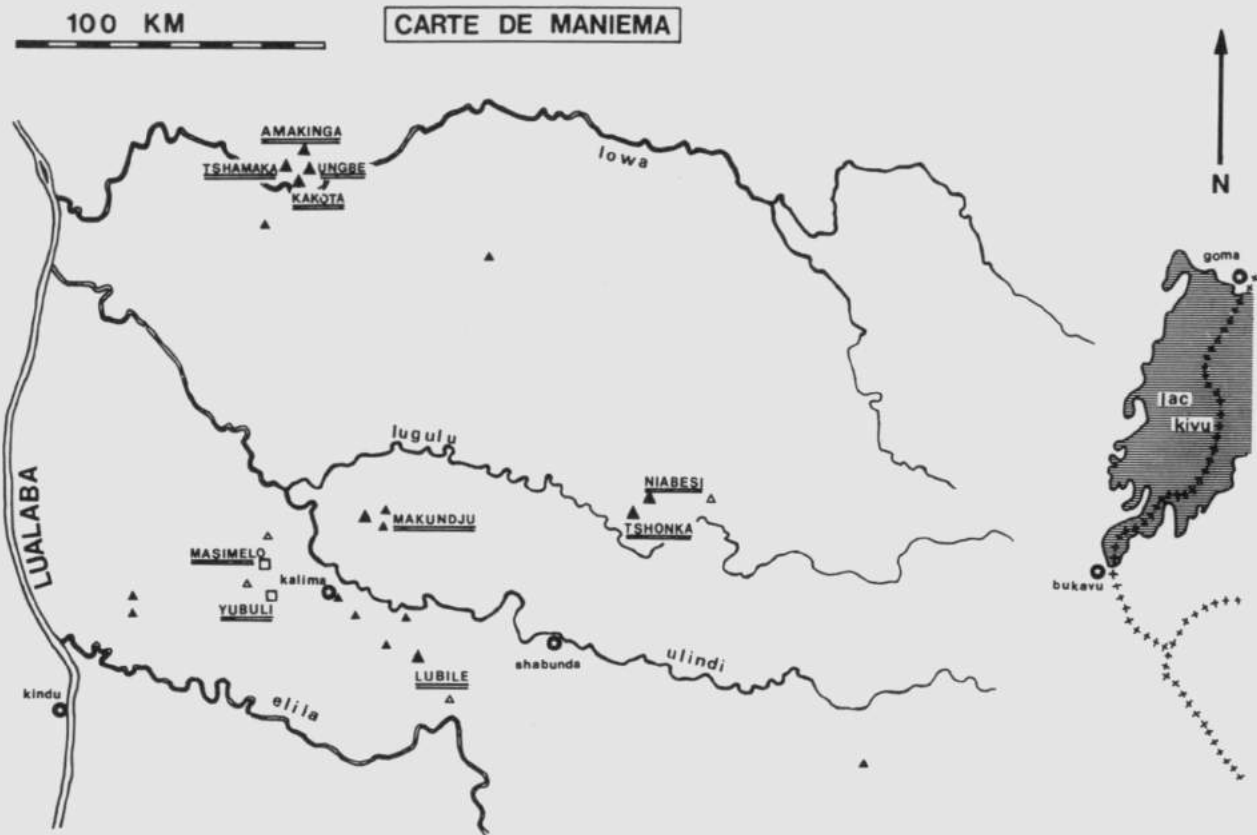 100 KM
CARTE DE MANIEMA
AMAKINGA
lowa
TSHAMAKA
UNGBE
N
KAKOTA
goma
lac
kivu
lugulu
NIABESI
MAKUNDJU
TSHONKA
LUALABA
MASIMELO
kalima
bukavu
YUBULI
shabunda
ulindi
LUBILE
kindu
elila